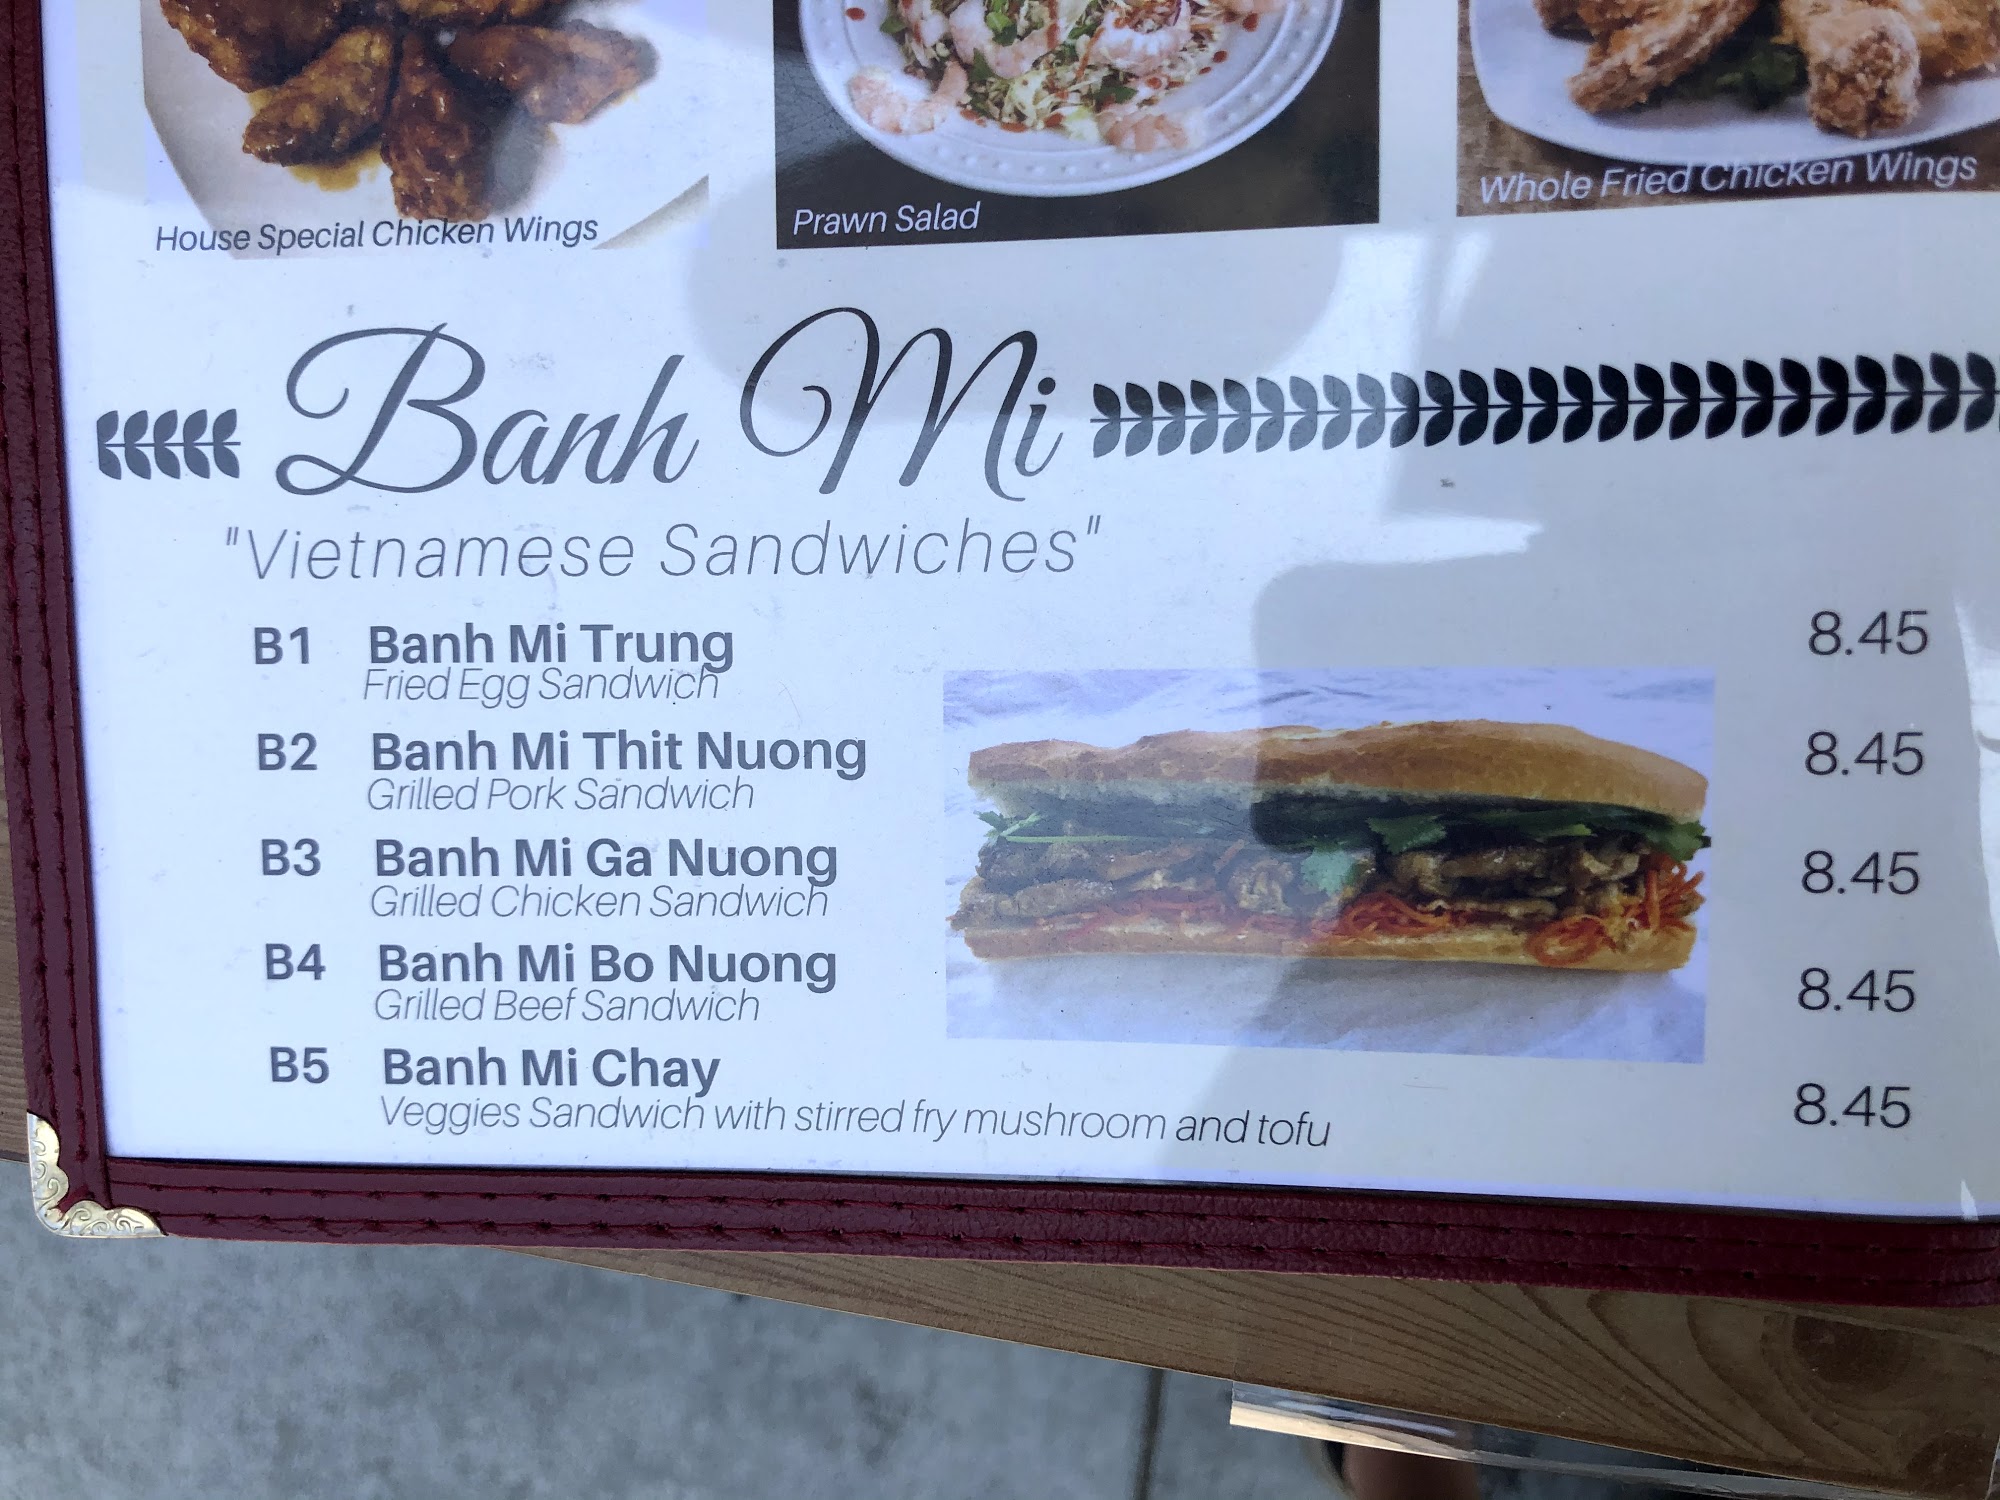 House Special Chicken Wings
Prawn Salad
Whole Fried Chicken Wings
Banh Mi
"Vietnamese Sandwiches"
B1 Banh Mi Trung 8.45
Fried Egg Sandwich
B2 Banh Mi Thit Nuong 8.45
Grilled Pork Sandwich
B3 Banh Mi Ga Nuong 8.45
Grilled Chicken Sandwich
B4 Banh Mi Bo Nuong 8.45
Grilled Beef Sandwich
B5 Banh Mi Chay 8.45
Veggies Sandwich with stirred fry mushroom and tofu